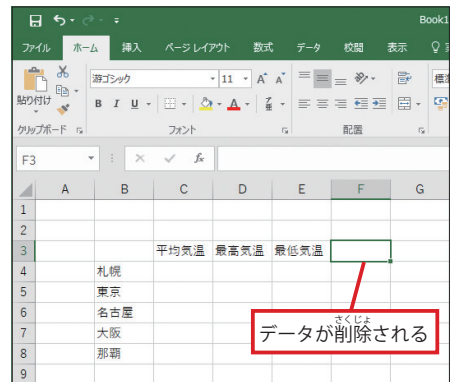 Book1
ファイル ホーム 挿入 ページ レイアウト 数式 データ 校閲 表示
貼り付け
游ゴシック 11 A A 標準
B I U A
クリップボード フォント 配置
F3 fx
A B C D E F G
1
2
3 平均気温 最高気温 最低気温
4 札幌
5 東京
6 名古屋
7 大阪
8 那覇
9
さくじょ
データが削除される